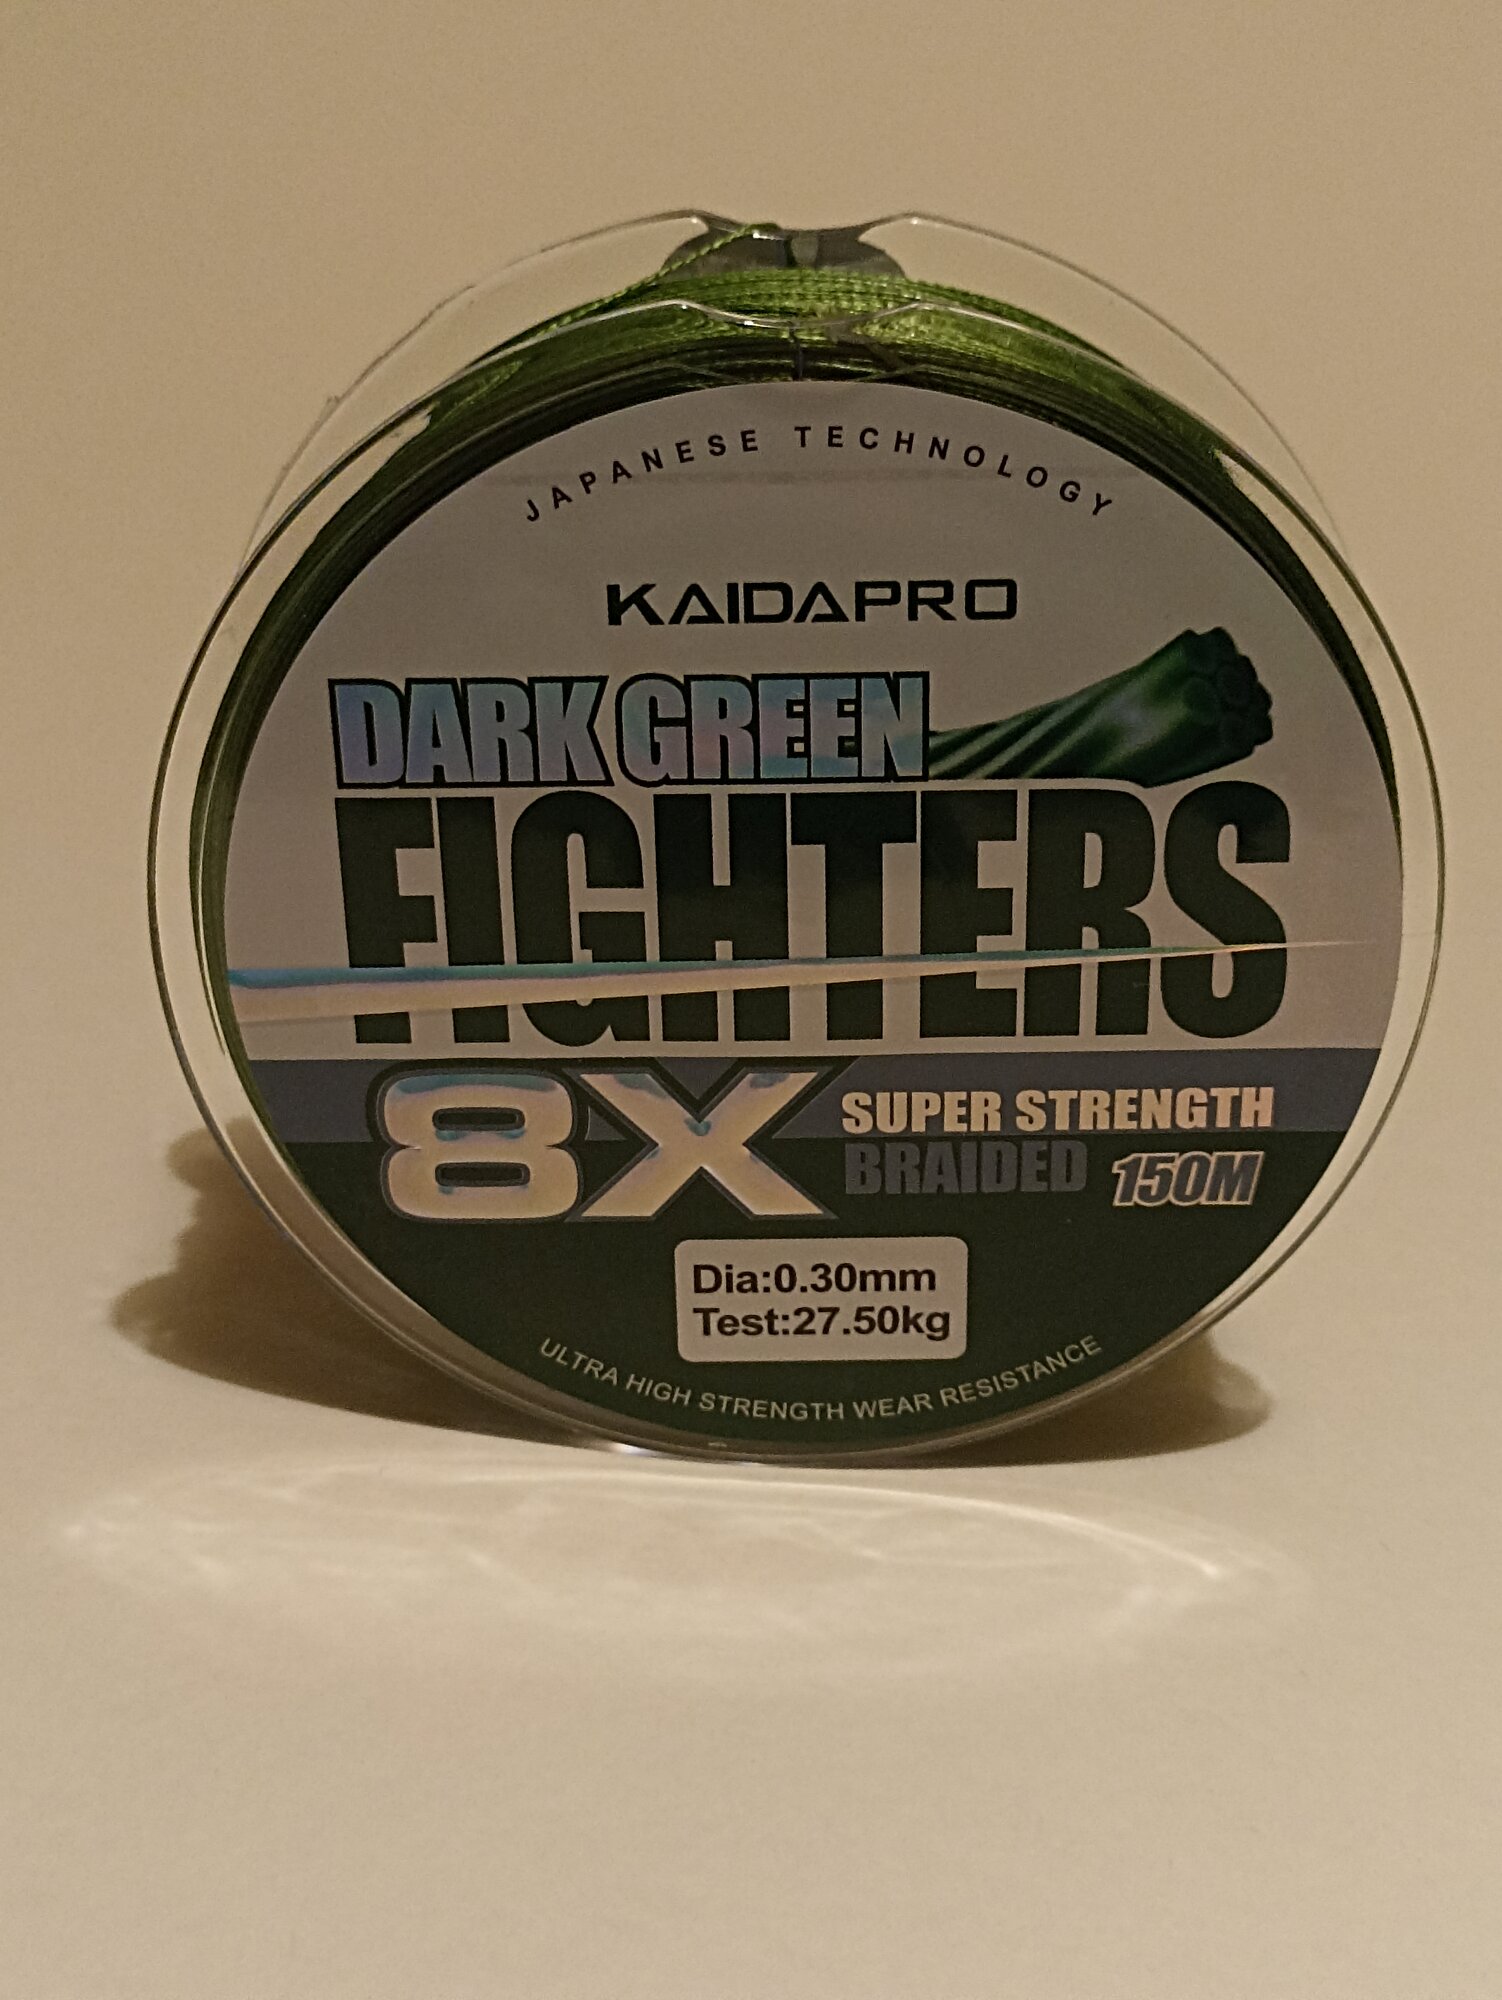 JAPANESE TECHNOLOGY
KAIDAPRO
DARK GREEN
FIGHTERS
8X
SUPER STRENGTH
BRAIDED 150M
Dia:0.30mm
Test:27.50kg
ULTRA HIGH STRENGTH WEAR RESISTANCE